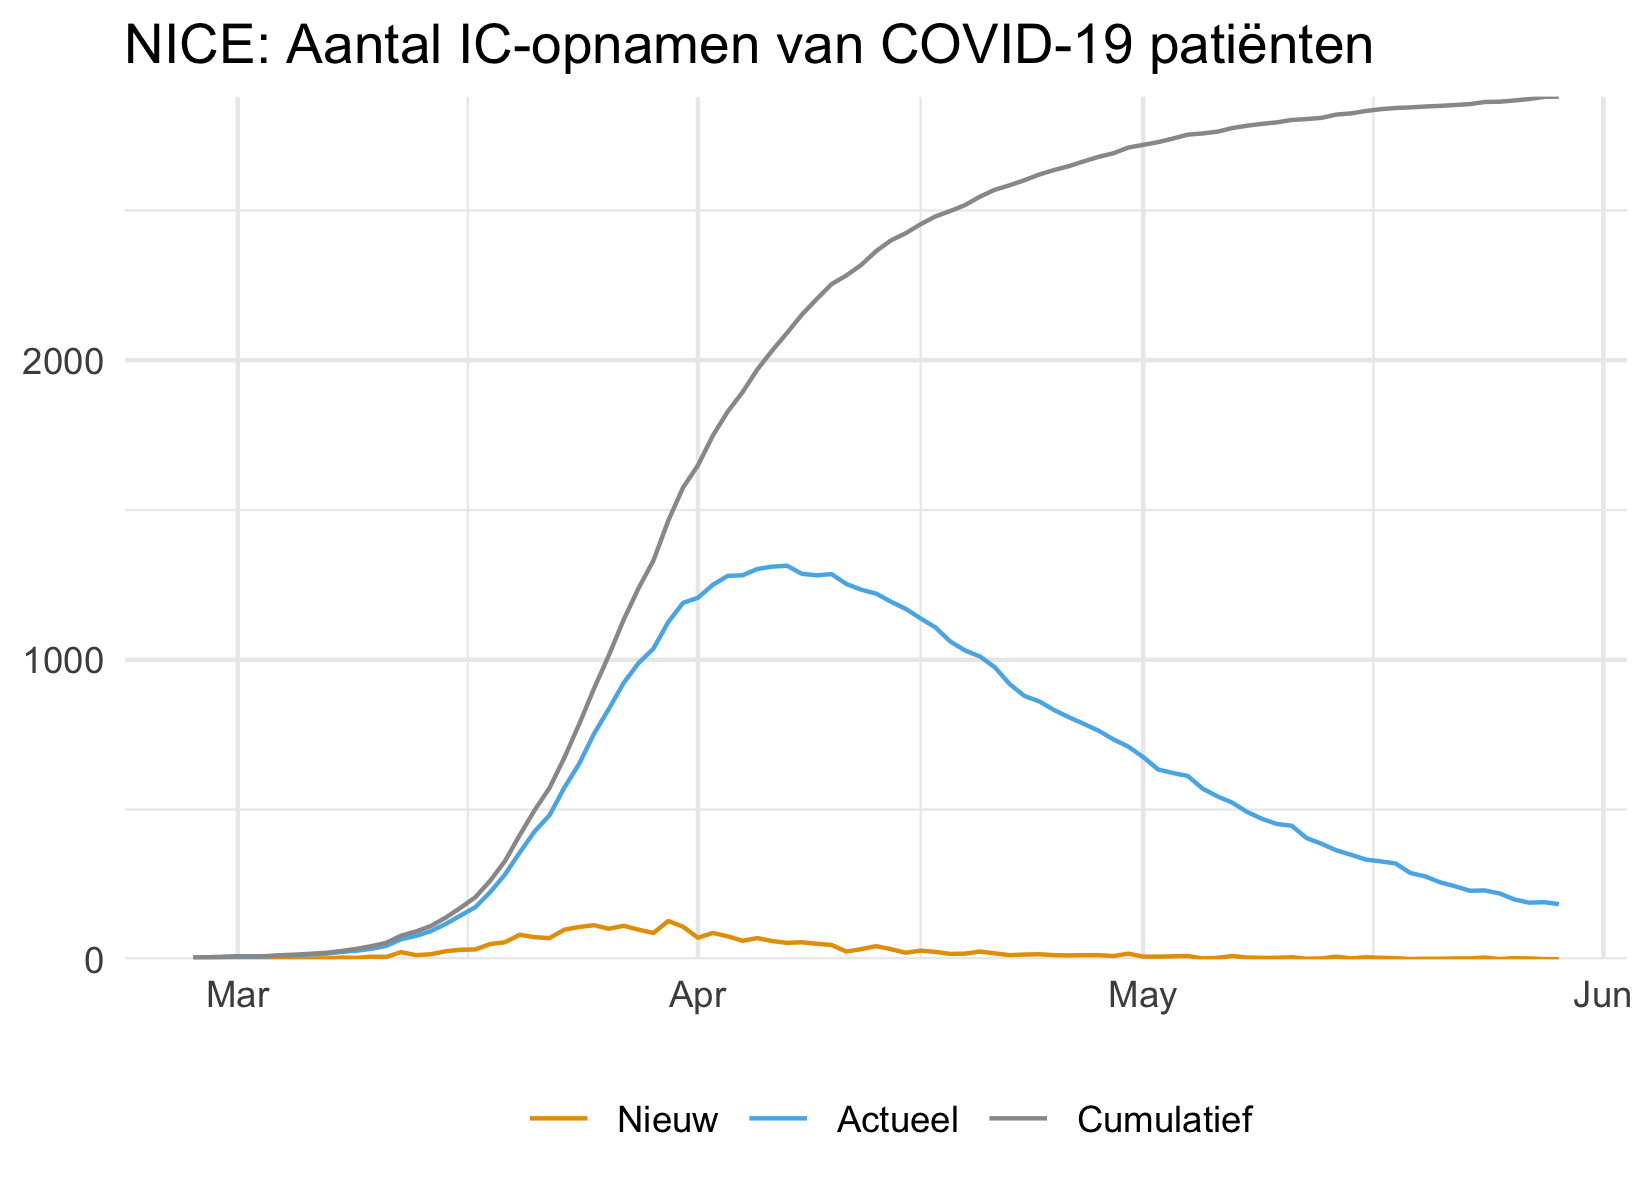 NICE: Aantal IC-opnamen van COVID-19 patiënten
2000
1000
0
Mar Apr May Jun
Nieuw Actueel Cumulatief